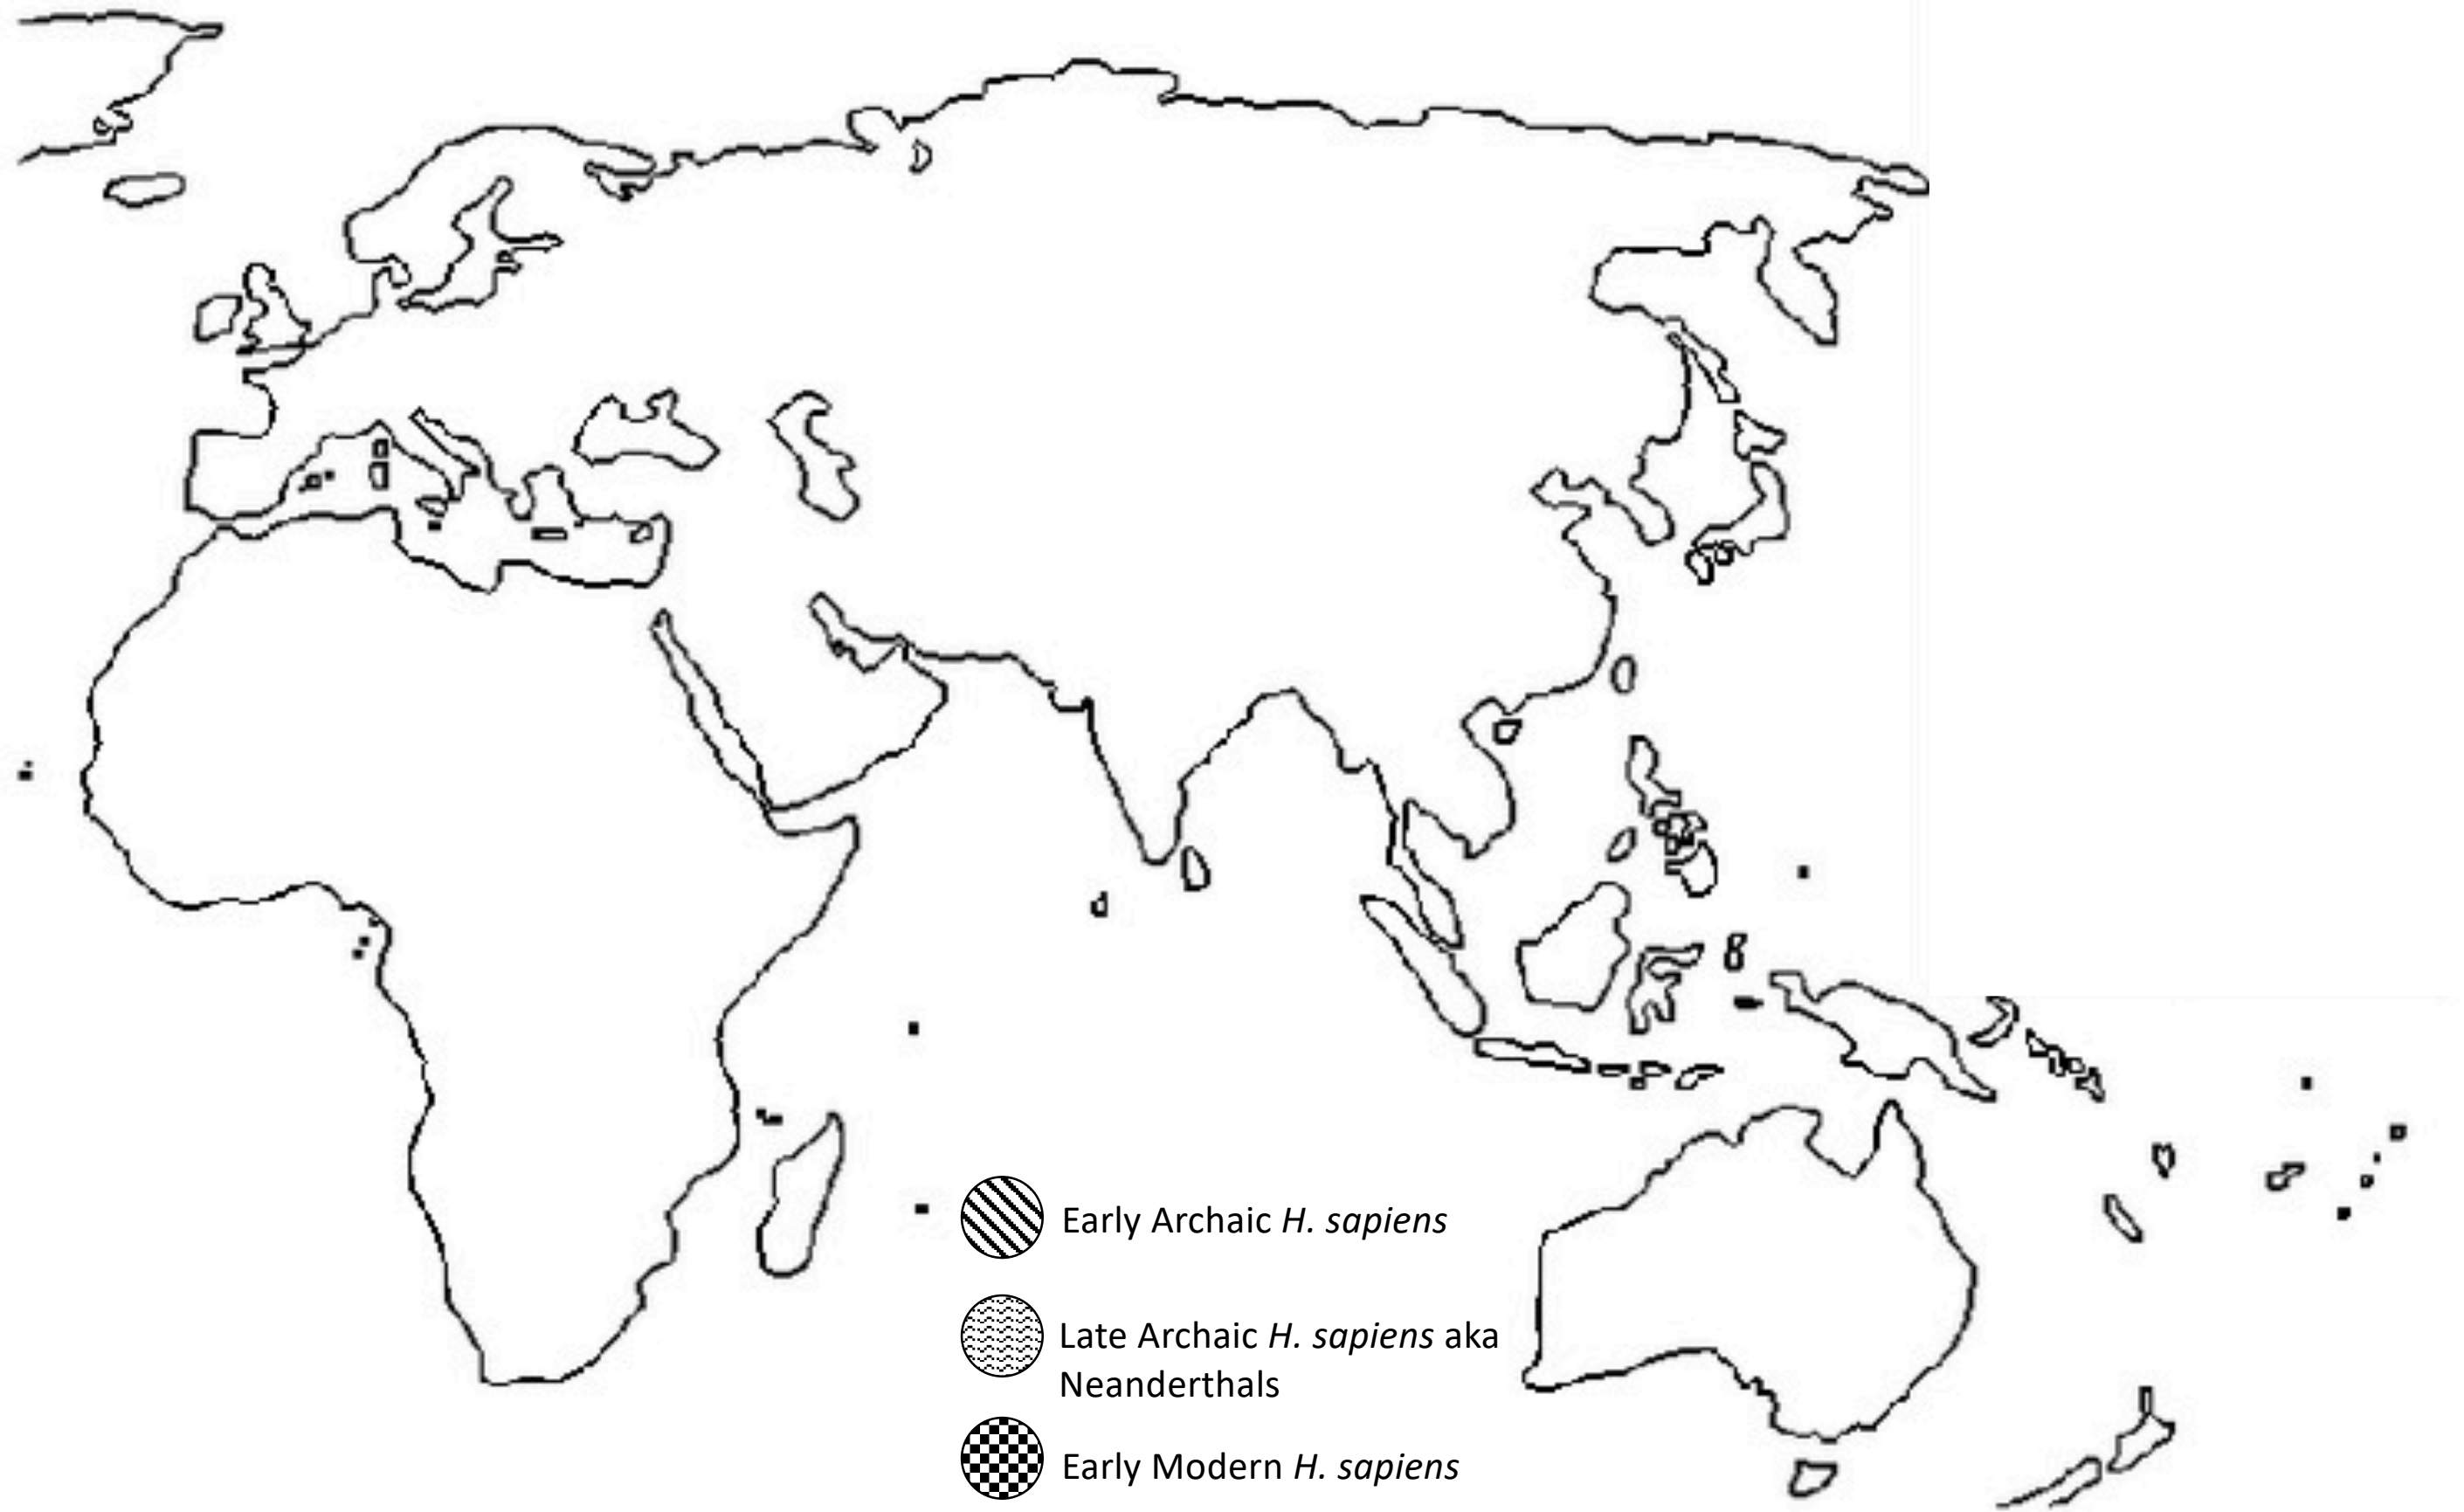 Early Archaic H. sapiens
Late Archaic H. sapiens aka
Neanderthals
Early Modern H. sapiens